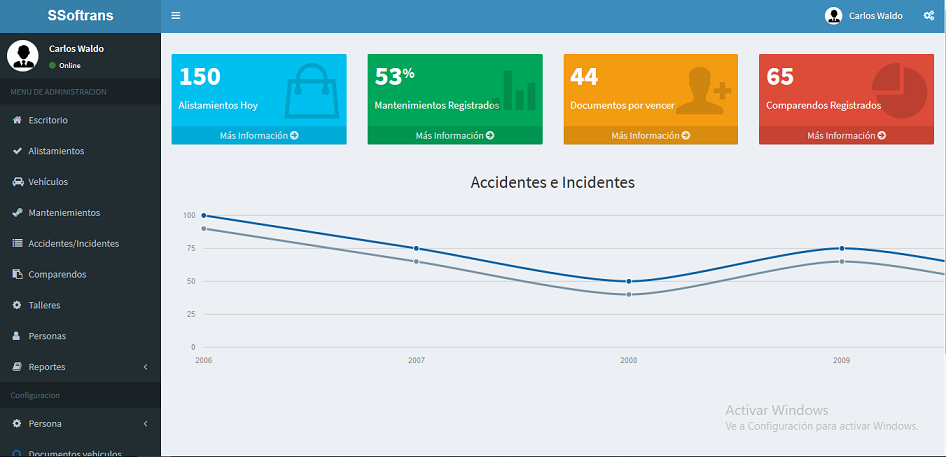 SSoftrans
Carlos Waldo
Carlos Waldo
Online
MENU DE ADMINISTRACION
Escritorio
Alistamientos
Vehículos
Manteniemientos
Accidentes/Incidentes
Comparendos
Talleres
Personas
Reportes
Configuracion
Persona
Documentos vehiculos
150
Alistamientos Hoy
Más Información
53%
Mantenimientos Registrados
Más Información
44
Documentos por vencer
Más Información
65
Comparendos Registrados
Más Información
Accidentes e Incidentes
100
75
50
25
0
2006
2007
2008
2009
Activar Windows
Ve a Configuración para activar Windows.